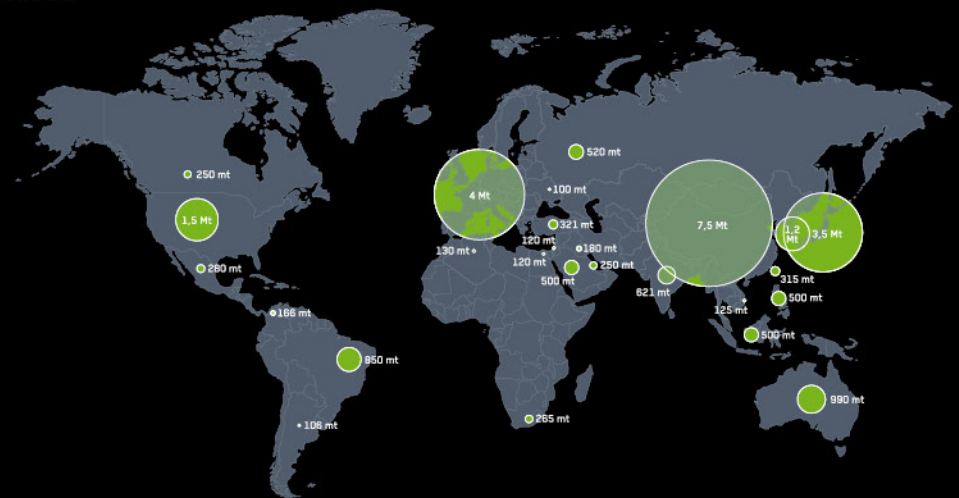 520 mt
250 mt
4 Mt
100 mt
1,5 Mt
321 mt
7,5 Mt
1,2
Mt
3,5 Mt
120 mt
130 mt
180 mt
120 mt
250 mt
280 mt
500 mt
315 mt
621 mt
500 mt
125 mt
166 mt
500 mt
850 mt
990 mt
265 mt
106 mt